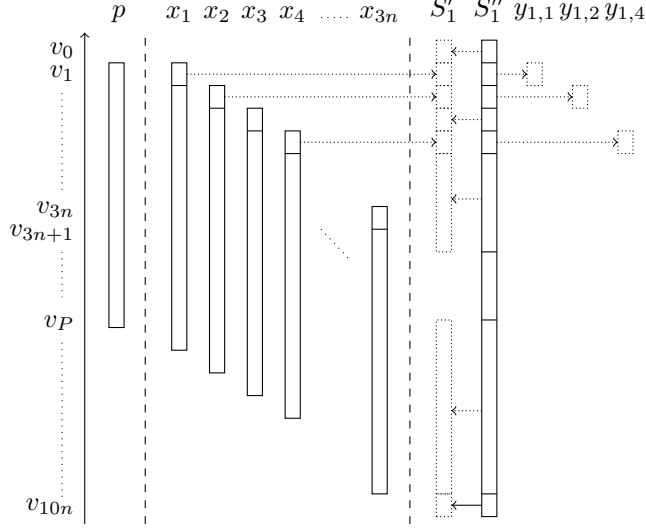 p x₁ x₂ x₃ x₄ ..... x₃ₙ S′₁ S″₁ y₁,₁ y₁,₂ y₁,₄
v₀
v₁
v₃ₙ
v₃ₙ₊₁
v_P
v₁₀ₙ